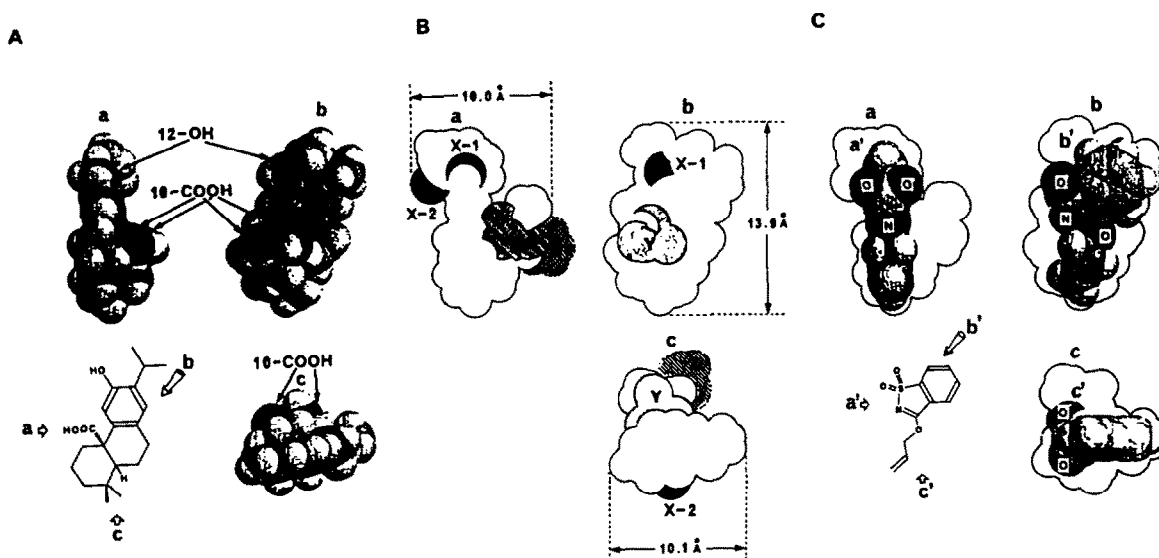 A
B
C
a
b
12-OH
10-COOH
10.0 Å
a
X-1
X-2
b
X-1
13.9 Å
a
a'
O
O
N
b
b'
O
N
O
HO
HOOC
H
a
b
c
10-COOH
c
c
Y
X-2
10.1 Å
O
O
S
N
O
a'
b'
c'
c
c'
O
O